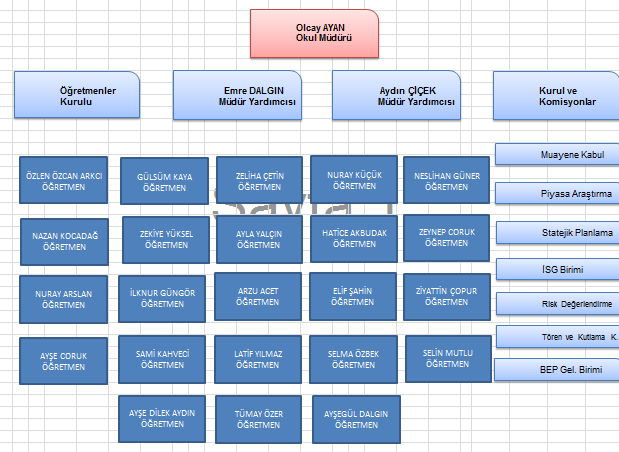 Olcay AYAN
Okul Müdürü
Öğretmenler
Kurulu
Emre DALGIN
Müdür Yardımcısı
Aydın ÇİÇEK
Müdür Yardımcısı
Kurul ve
Komisyonlar
ÖZLEN ÖZCAN ARKCI
ÖĞRETMEN
GÜLSÜM KAYA
ÖĞRETMEN
ZELİHA ÇETİN
ÖĞRETMEN
NURAY KÜÇÜK
ÖĞRETMEN
NESLİHAN GÜNER
ÖĞRETMEN
NAZAN KOCADAĞ
ÖĞRETMEN
ZEKİYE YÜKSEL
ÖĞRETMEN
AYLA YALÇIN
ÖĞRETMEN
HATİCE AKBUDAK
ÖĞRETMEN
ZEYNEP CORUK
ÖĞRETMEN
NURAY ARSLAN
ÖĞRETMEN
İLKNUR GÜNGÖR
ÖĞRETMEN
ARZU ACET
ÖĞRETMEN
ELİF ŞAHİN
ÖĞRETMEN
ZİYATTİN ÇOPUR
ÖĞRETMEN
AYŞE CORUK
ÖĞRETMEN
SAMİ KAHVECİ
ÖĞRETMEN
LATİF YILMAZ
ÖĞRETMEN
SELMA ÖZBEK
ÖĞRETMEN
SELİN MUTLU
ÖĞRETMEN
AYŞE DİLEK AYDIN
ÖĞRETMEN
TÜMAY ÖZER
ÖĞRETMEN
AYŞEGÜL DALGIN
ÖĞRETMEN
Muayene Kabul
Piyasa Araştırma
Statejik Planlama
İSG Birimi
Risk Değerlendirme
Tören ve Kutlama K.
BEP Gel. Birimi